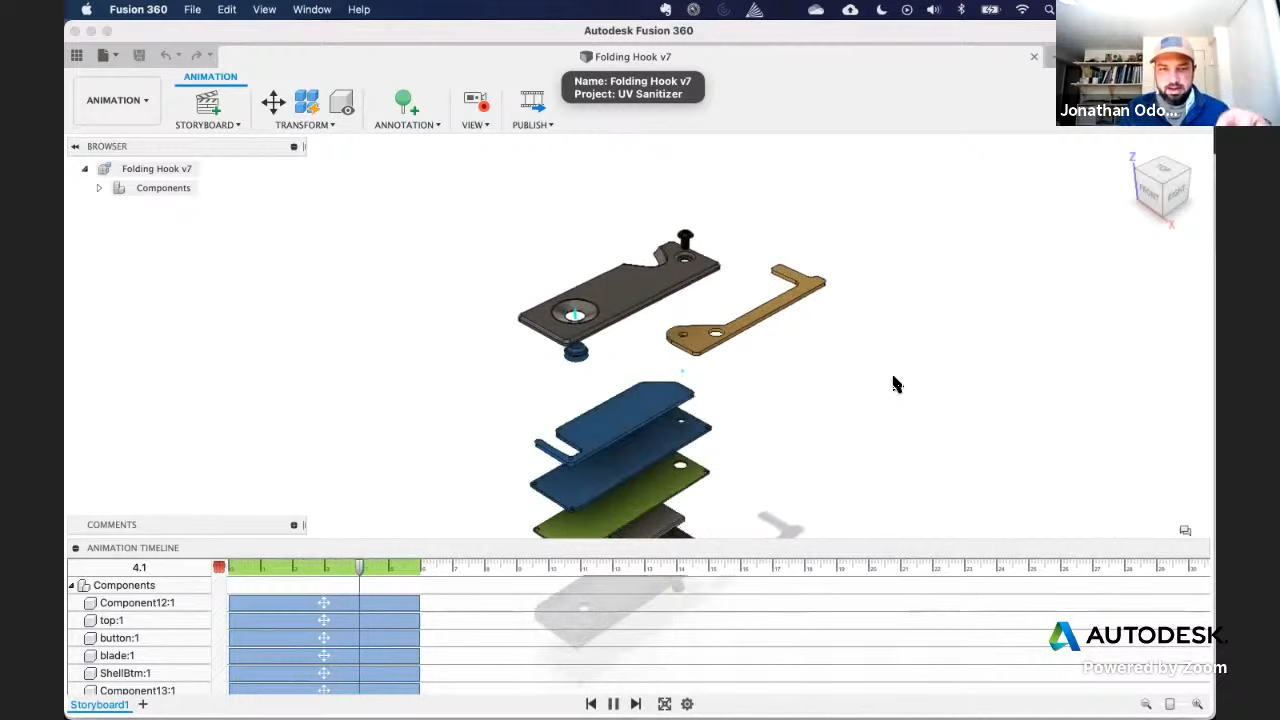 Fusion 360 File Edit View Window Help
Autodesk Fusion 360
Folding Hook v7
Name: Folding Hook v7
Project: UV Sanitizer
ANIMATION
ANIMATION
STORYBOARD
TRANSFORM
ANNOTATION
VIEW
PUBLISH
Jonathan Odo...
BROWSER
Folding Hook v7
Components
Z
TOP
FRONT
RIGHT
X
COMMENTS
ANIMATION TIMELINE
4.1
Components
Component12:1
top:1
button:1
blade:1
ShellBtm:1
Component13:1
AUTODESK.
Powered by Zoom
Storyboard1 +